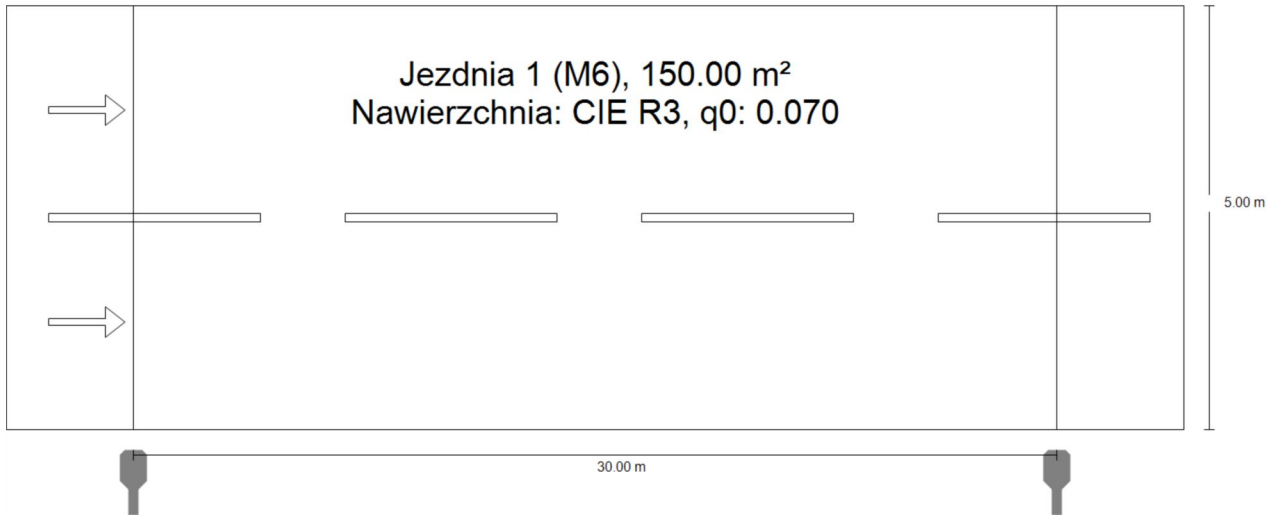 Jezdnia 1 (M6), 150.00 m²
Nawierzchnia: CIE R3, q0: 0.070
5.00 m
30.00 m